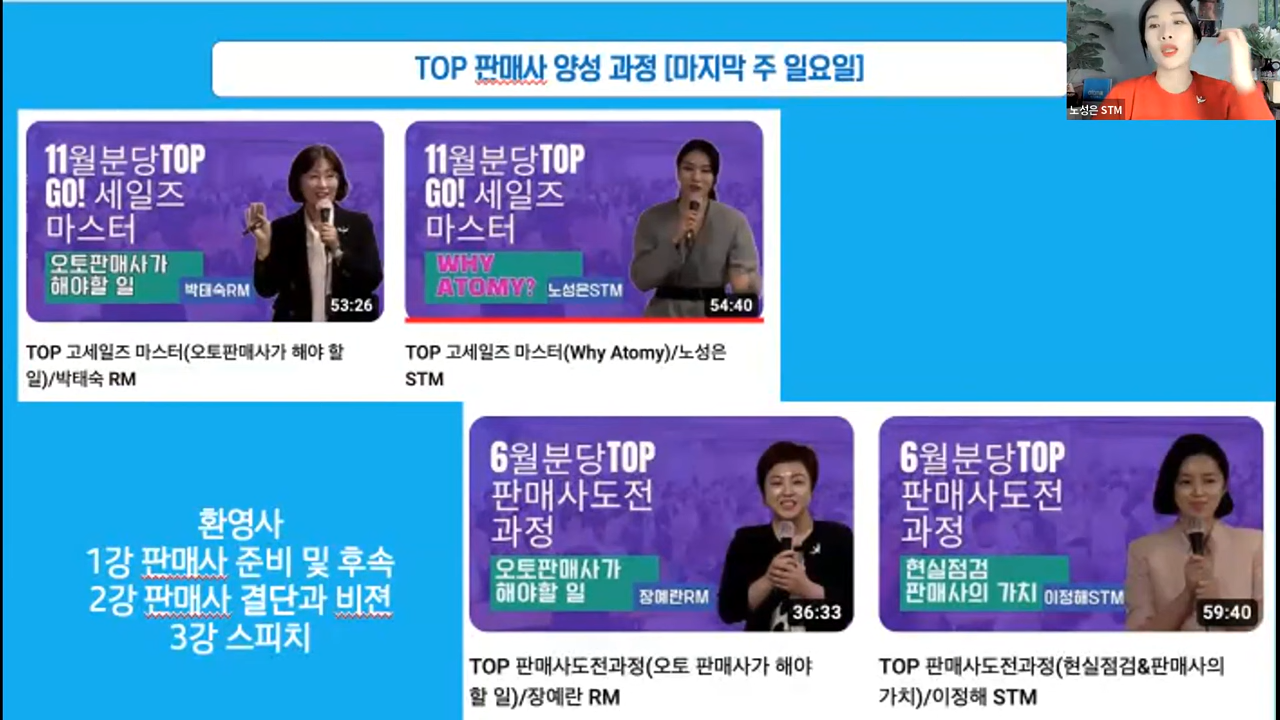 TOP 판매사 양성 과정 [마지막 주 일요일]
노성은 STM
11월분당TOP
GO! 세일즈
마스터
오토판매사가
해야할 일
박태숙RM
53:26
TOP 고세일즈 마스터(오토판매사가 해야 할
일)/박태숙 RM
11월분당TOP
GO! 세일즈
마스터
WHY
ATOMY?
노성은STM
54:40
TOP 고세일즈 마스터(Why Atomy)/노성은
STM
환영사
1강 판매사 준비 및 후속
2강 판매사 결단과 비젼
3강 스피치
6월분당TOP
판매사도전
과정
오토판매사가
해야할 일
장예란RM
36:33
TOP 판매사도전과정(오토 판매사가 해야
할 일)/장예란 RM
6월분당TOP
판매사도전
과정
현실점검
판매사의 가치
이정해STM
59:40
TOP 판매사도전과정(현실점검&판매사의
가치)/이정해 STM